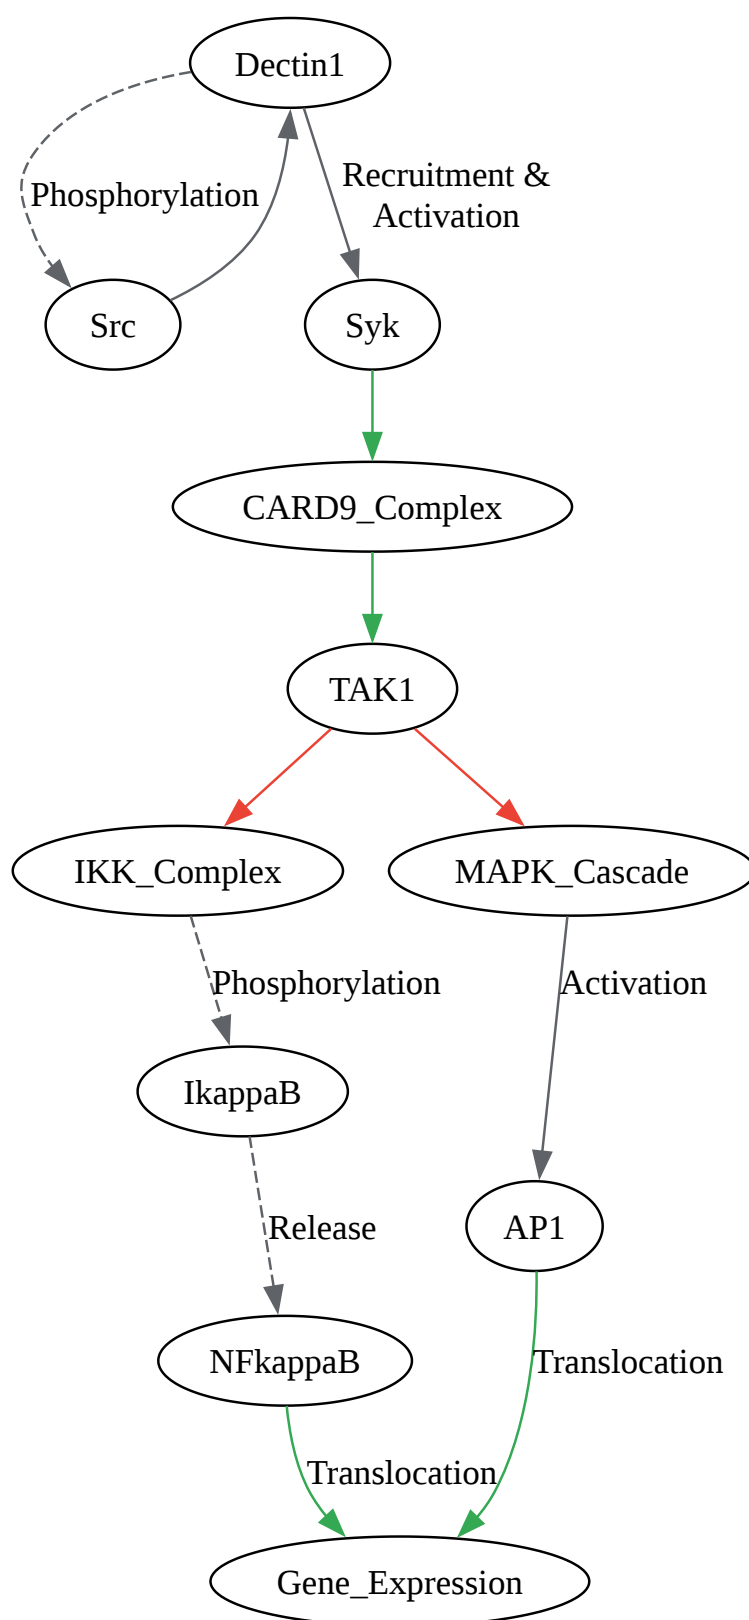 Dectin1
Phosphorylation
Recruitment &
Activation
Src
Syk
CARD9_Complex
TAK1
IKK_Complex
MAPK_Cascade
Phosphorylation
Activation
IkappaB
Release
AP1
NFkappaB
Translocation
Translocation
Gene_Expression